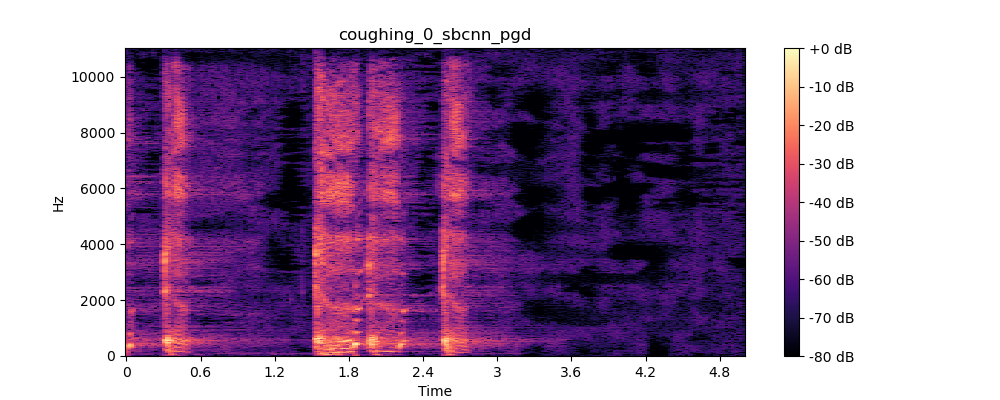 coughing_0_sbcnn_pgd
10000
8000
6000
4000
2000
0
Hz
0 0.6 1.2 1.8 2.4 3 3.6 4.2 4.8
Time
+0 dB
-10 dB
-20 dB
-30 dB
-40 dB
-50 dB
-60 dB
-70 dB
-80 dB